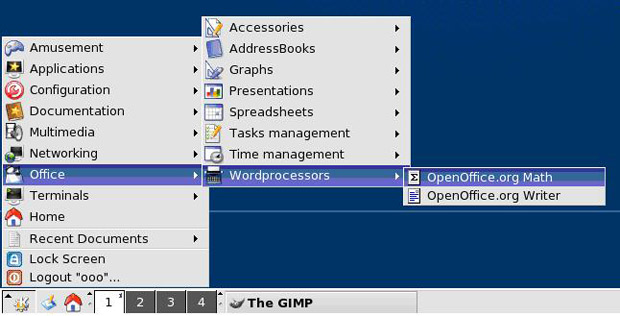 Amusement
Applications
Configuration
Documentation
Multimedia
Networking
Office
Terminals
Home
Recent Documents
Lock Screen
Logout "ooo"...
Accessories
AddressBooks
Graphs
Presentations
Spreadsheets
Tasks management
Time management
Wordprocessors
OpenOffice.org Math
OpenOffice.org Writer
1 2 3 4 The GIMP